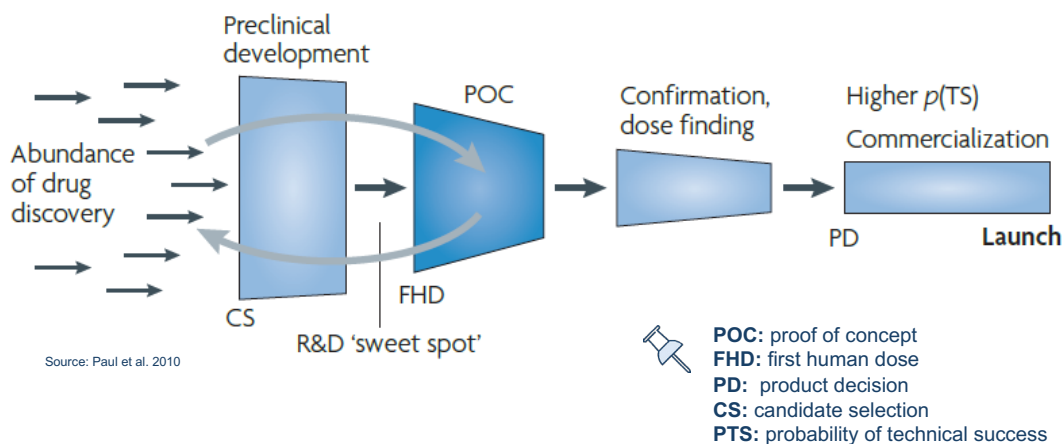 Preclinical
development
POC
Confirmation,
dose finding
Higher p(TS)
Commercialization
Abundance
of drug
discovery
CS
FHD
PD
Launch
R&D ‘sweet spot’
Source: Paul et al. 2010
POC: proof of concept
FHD: first human dose
PD: product decision
CS: candidate selection
PTS: probability of technical success